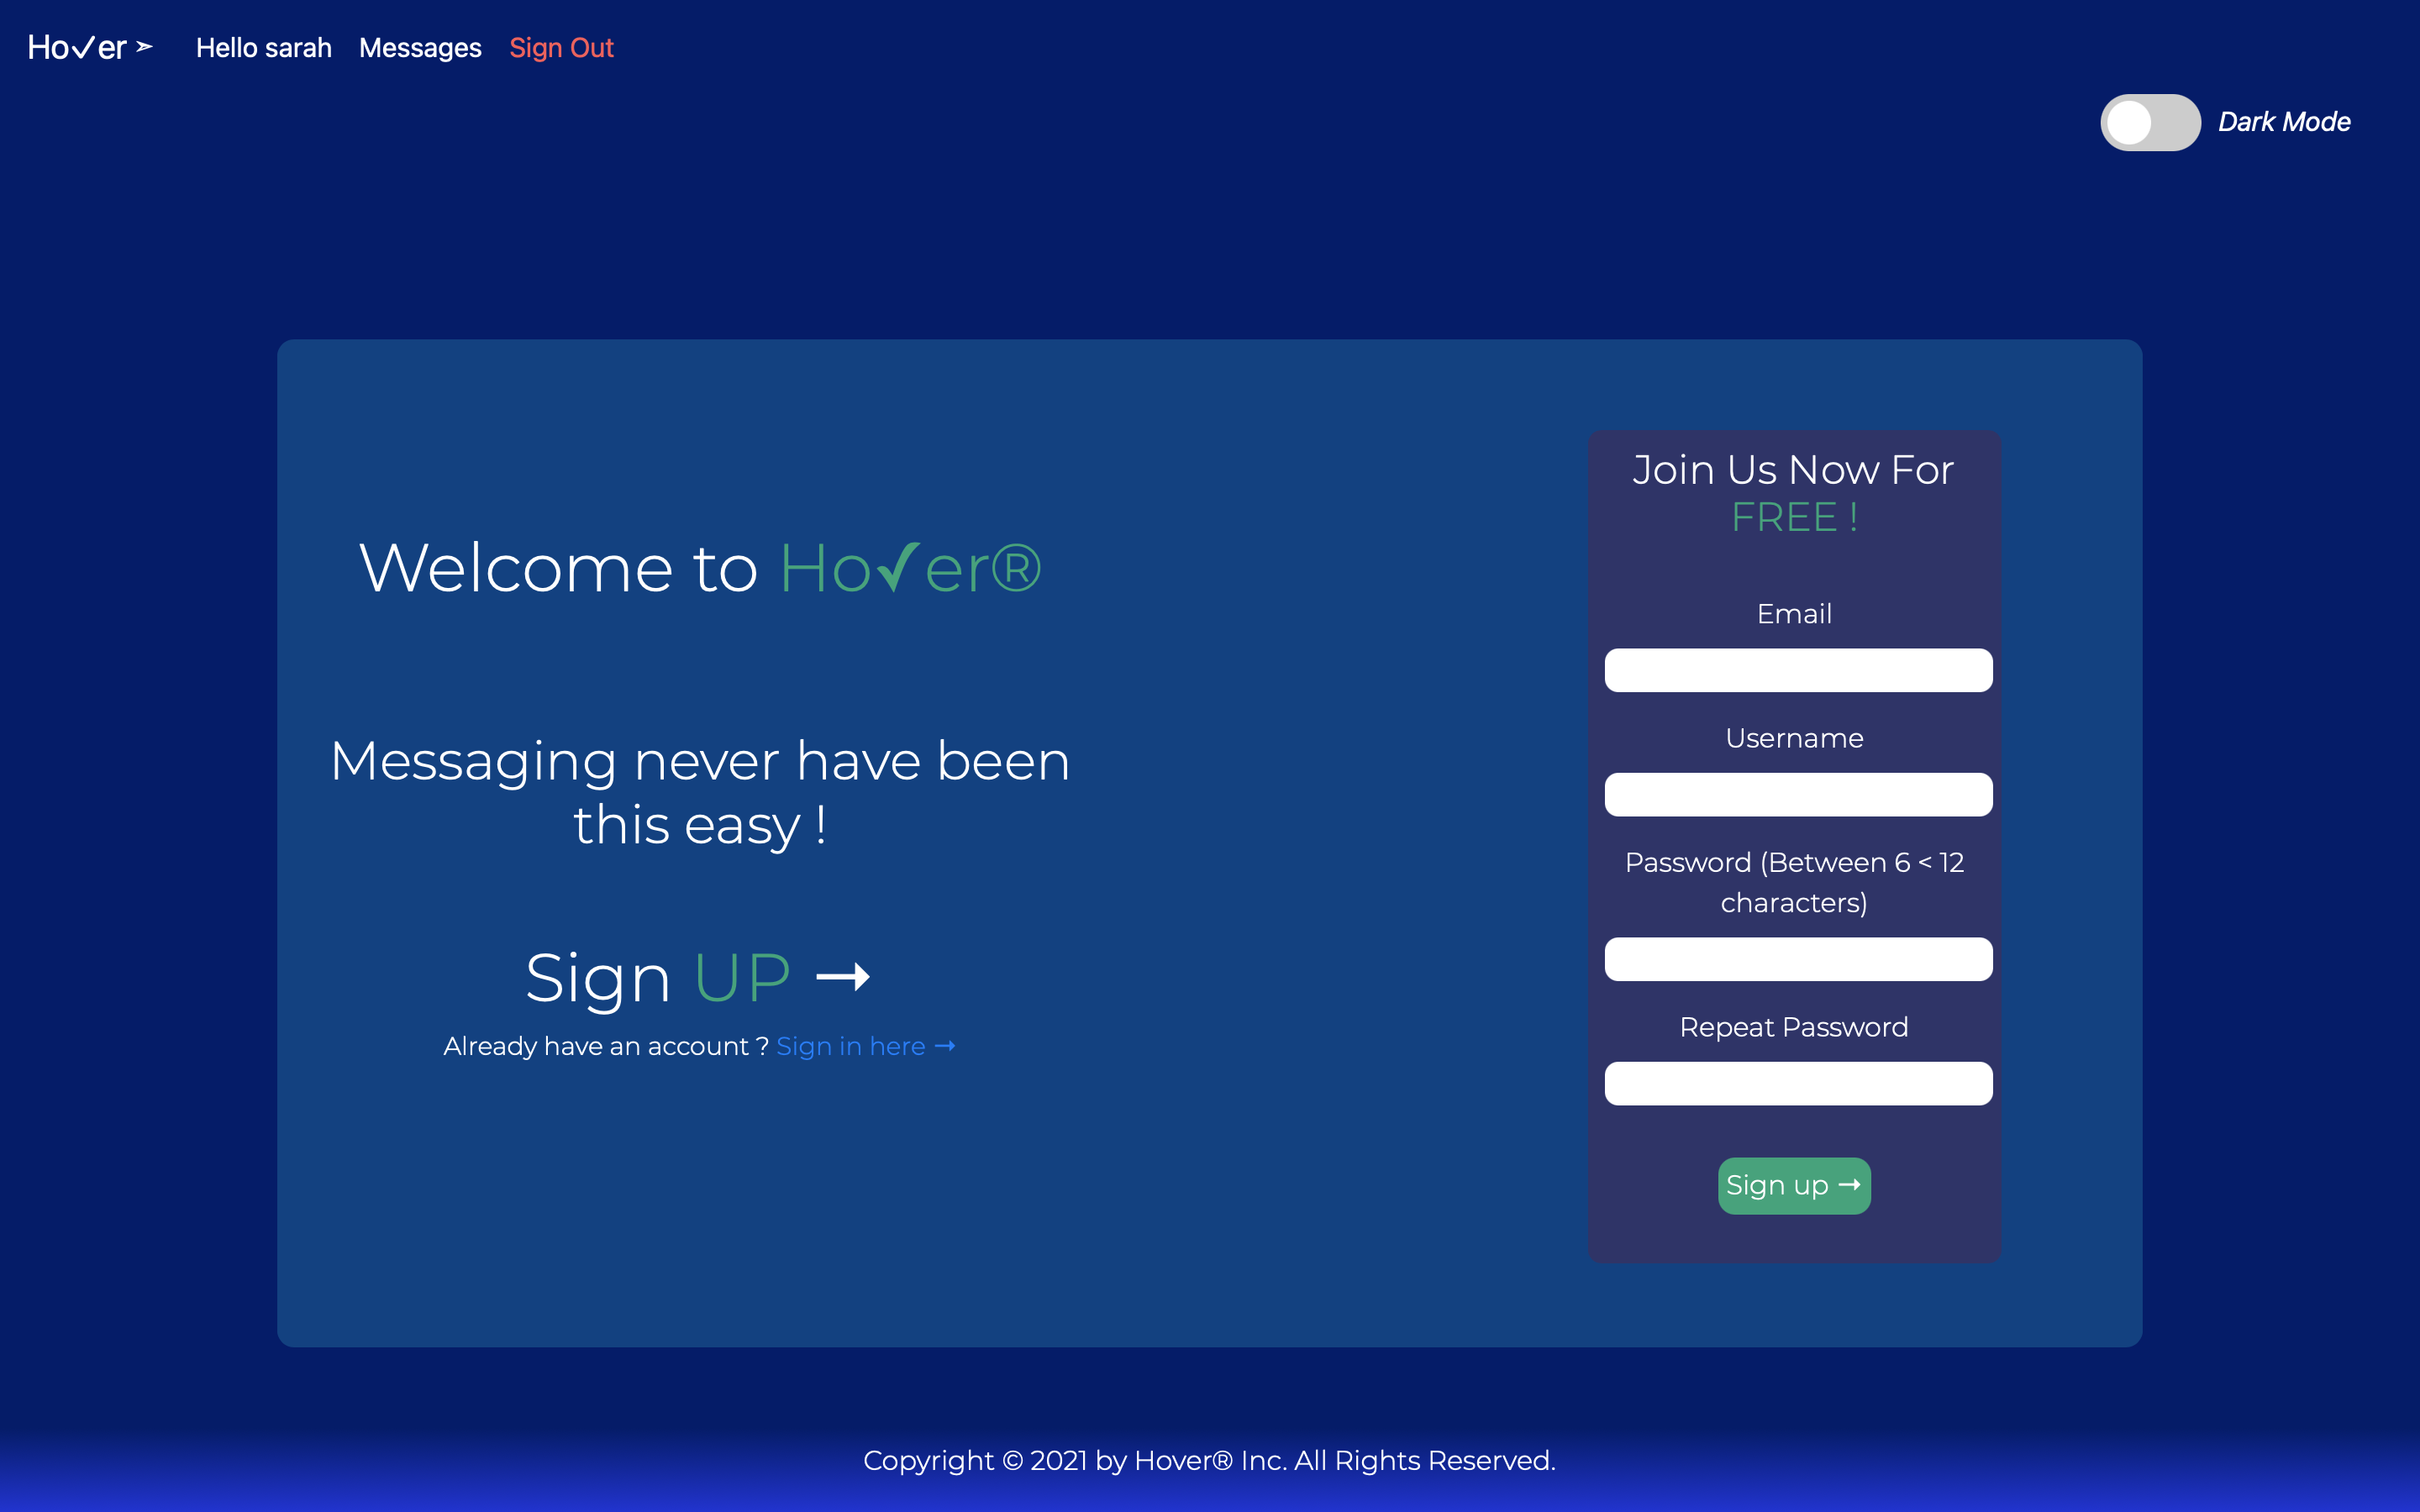 Ho✓er ➣ Hello sarah Messages Sign Out
Dark Mode
Welcome to Ho✓er®
Messaging never have been
this easy !
Sign UP ➝
Already have an account ? Sign in here ➝
Join Us Now For
FREE !
Email
Username
Password (Between 6 < 12
characters)
Repeat Password
Sign up ➝
Copyright © 2021 by Hover® Inc. All Rights Reserved.